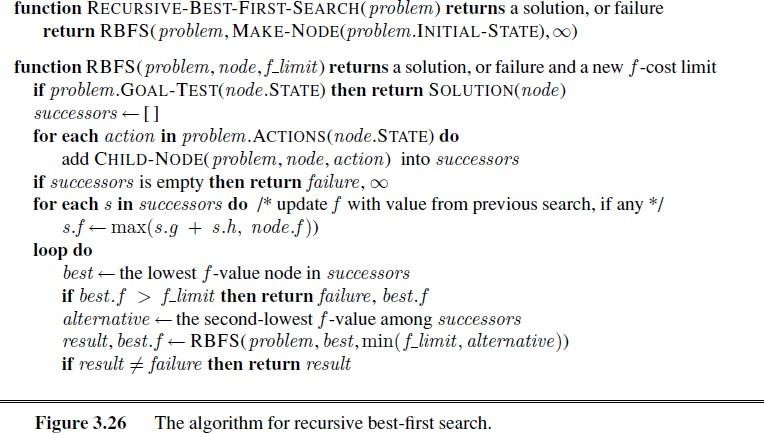 function RECURSIVE-BEST-FIRST-SEARCH(problem) returns a solution, or failure
return RBFS(problem, MAKE-NODE(problem.INITIAL-STATE), ∞)
function RBFS(problem, node, f_limit) returns a solution, or failure and a new f-cost limit
if problem.GOAL-TEST(node.STATE) then return SOLUTION(node)
successors ← [ ]
for each action in problem.ACTIONS(node.STATE) do
add CHILD-NODE(problem, node, action) into successors
if successors is empty then return failure, ∞
for each s in successors do /* update f with value from previous search, if any */
s.f ← max(s.g + s.h, node.f))
loop do
best ← the lowest f-value node in successors
if best.f > f_limit then return failure, best.f
alternative ← the second-lowest f-value among successors
result, best.f ← RBFS(problem, best, min(f_limit, alternative))
if result ≠ failure then return result
Figure 3.26 The algorithm for recursive best-first search.